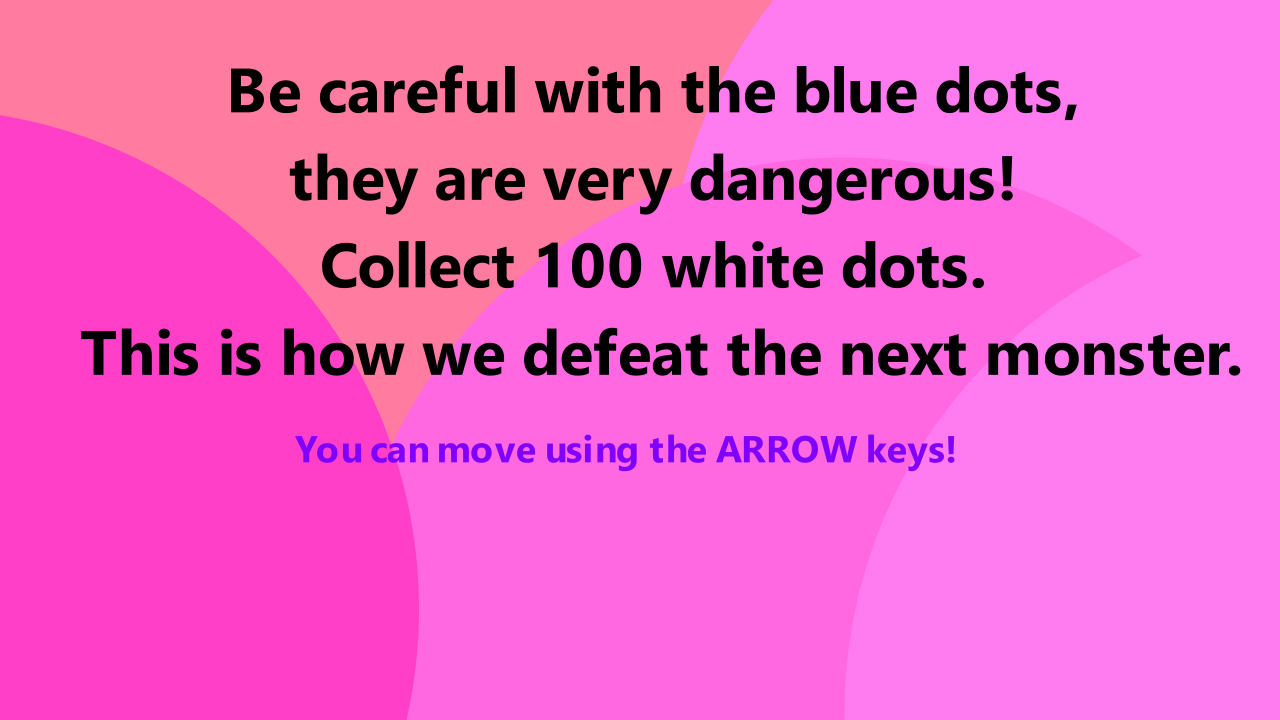 Be careful with the blue dots,
they are very dangerous!
Collect 100 white dots.
This is how we defeat the next monster.
You can move using the ARROW keys!